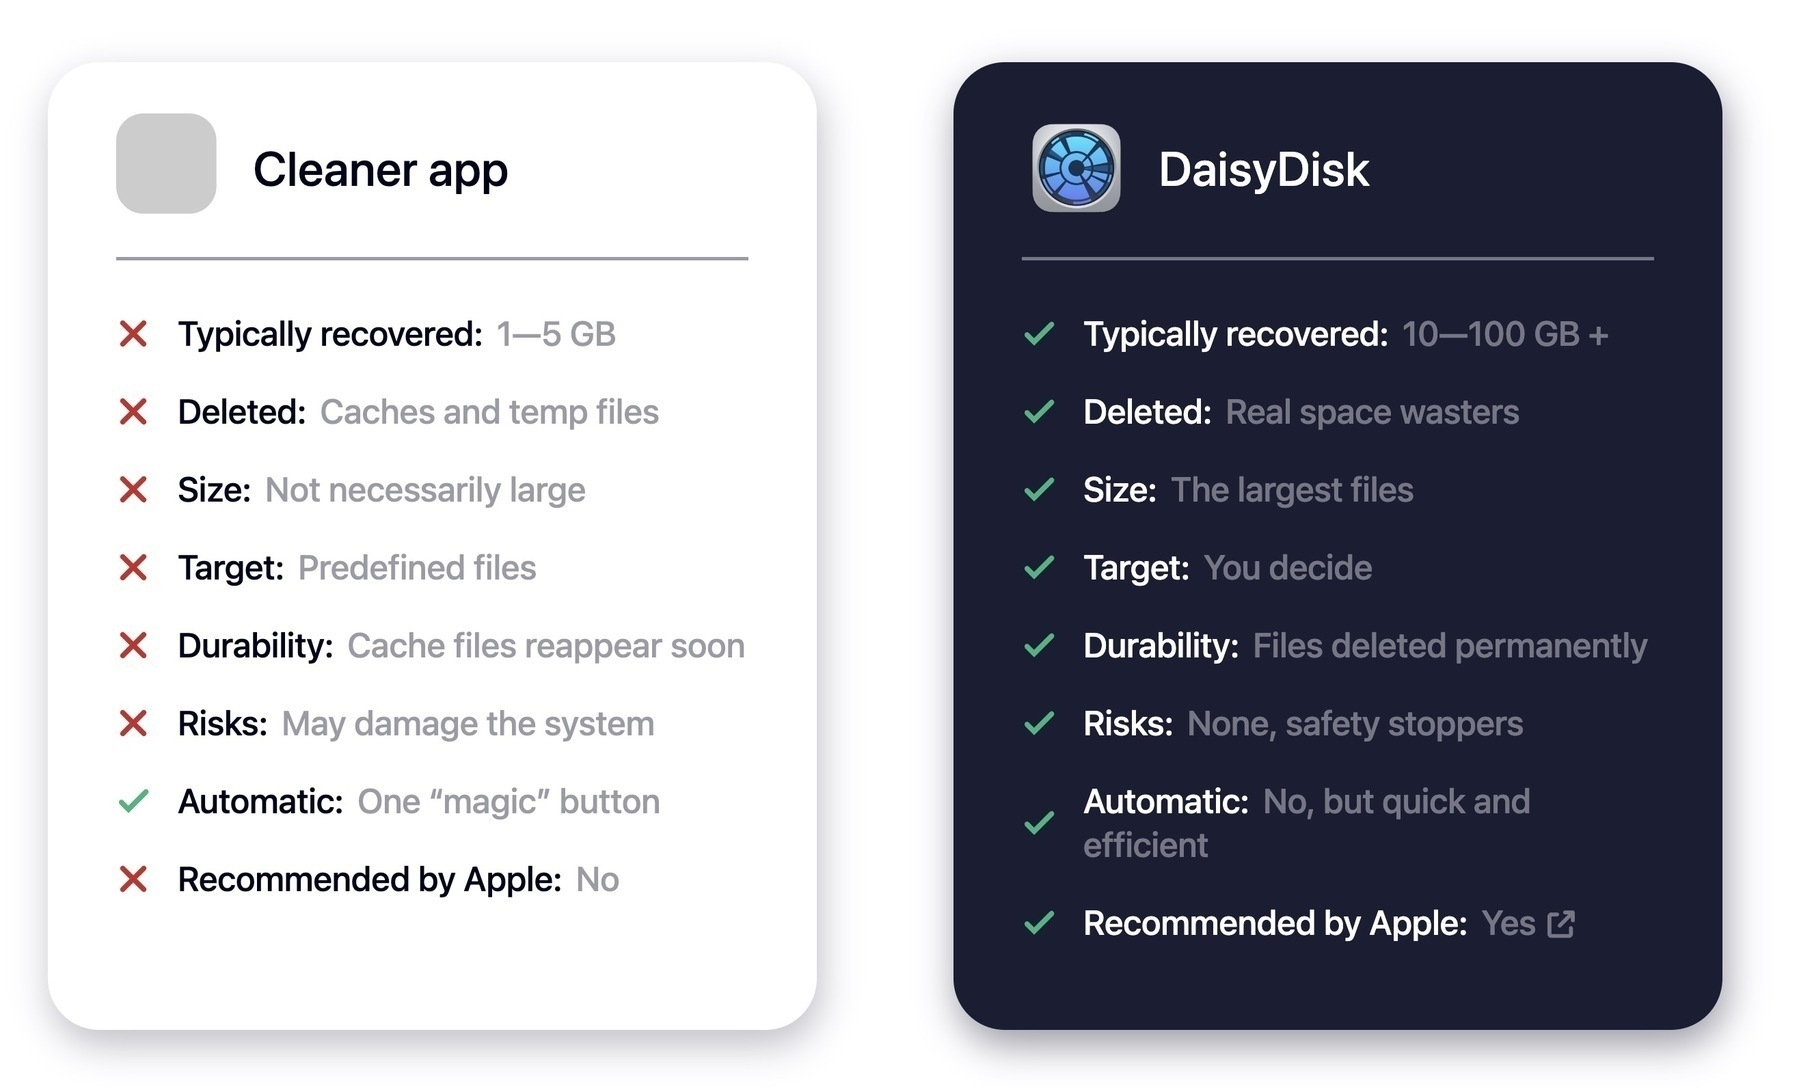 Cleaner app
Typically recovered: 1—5 GB
Deleted: Caches and temp files
Size: Not necessarily large
Target: Predefined files
Durability: Cache files reappear soon
Risks: May damage the system
Automatic: One “magic” button
Recommended by Apple: No
DaisyDisk
Typically recovered: 10—100 GB +
Deleted: Real space wasters
Size: The largest files
Target: You decide
Durability: Files deleted permanently
Risks: None, safety stoppers
Automatic: No, but quick and
efficient
Recommended by Apple: Yes